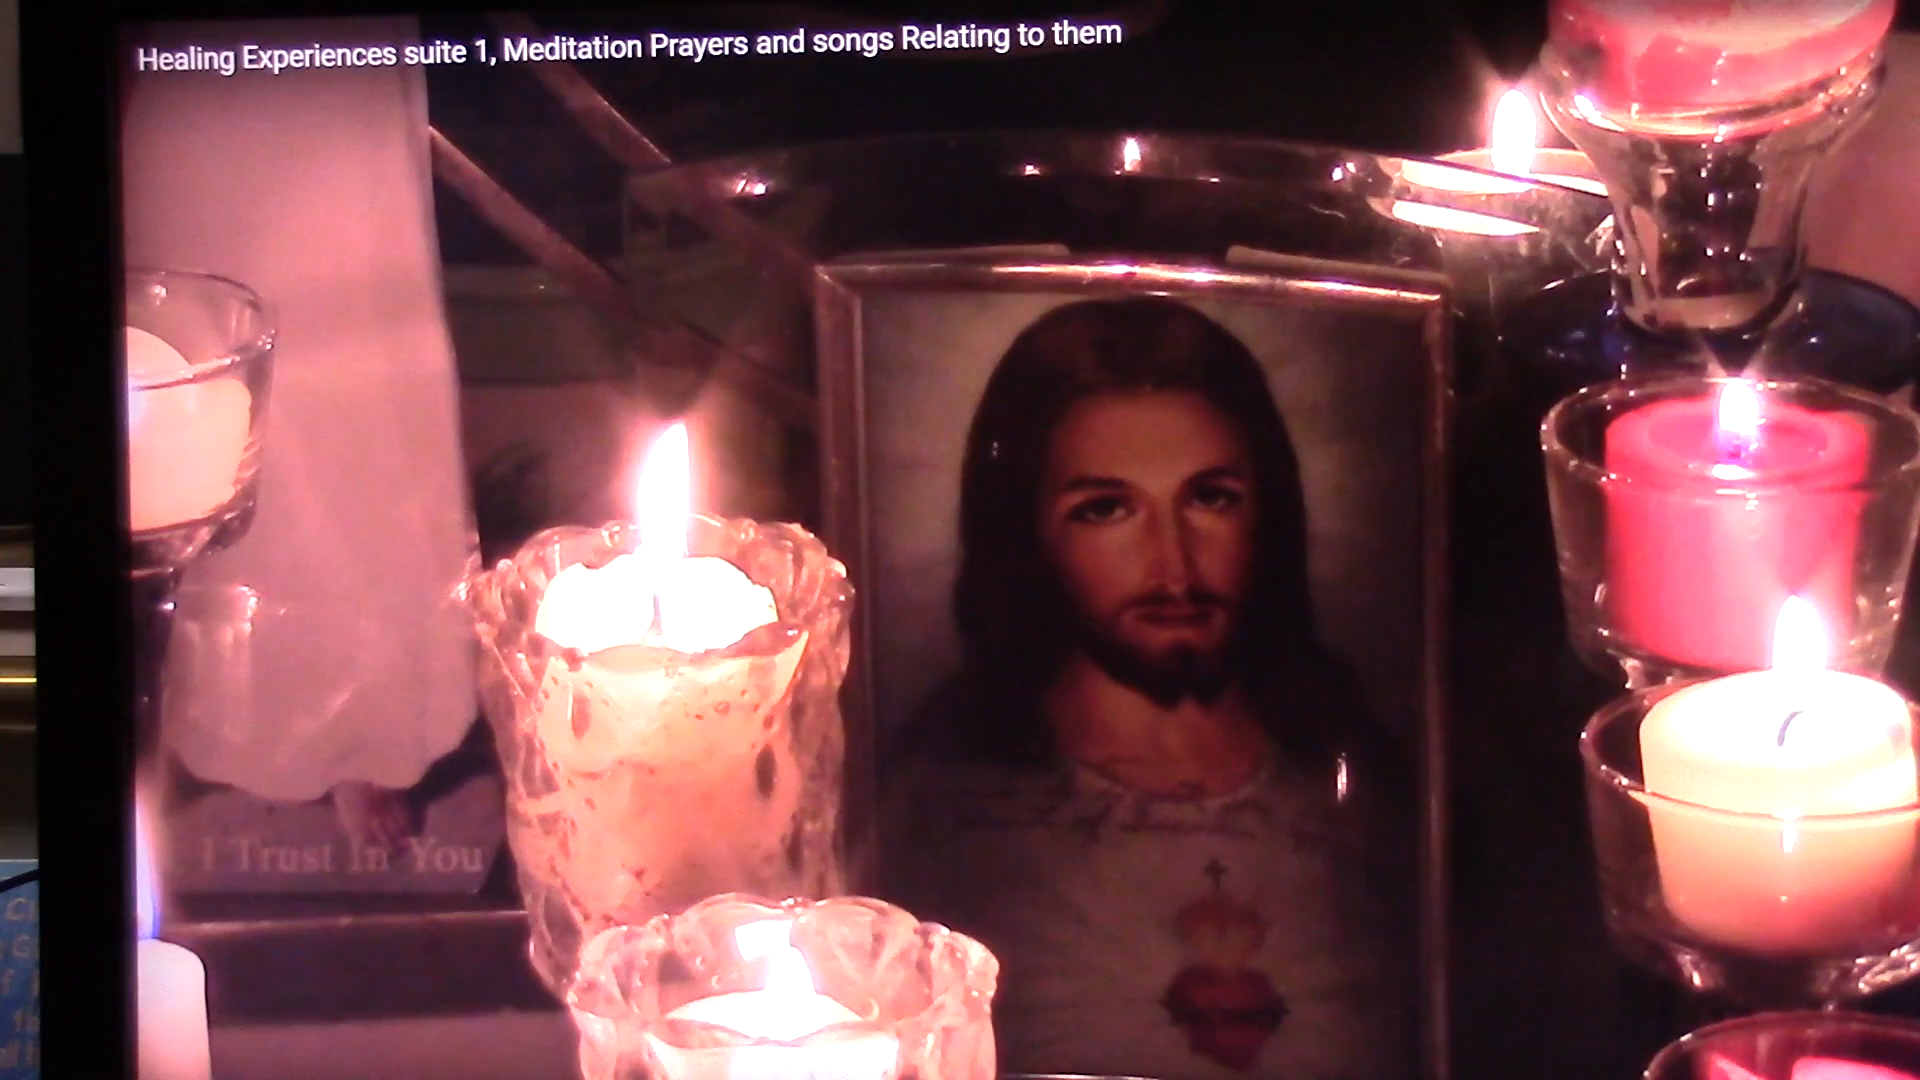 Healing Experiences suite 1, Meditation Prayers and songs Relating to them
I Trust In You